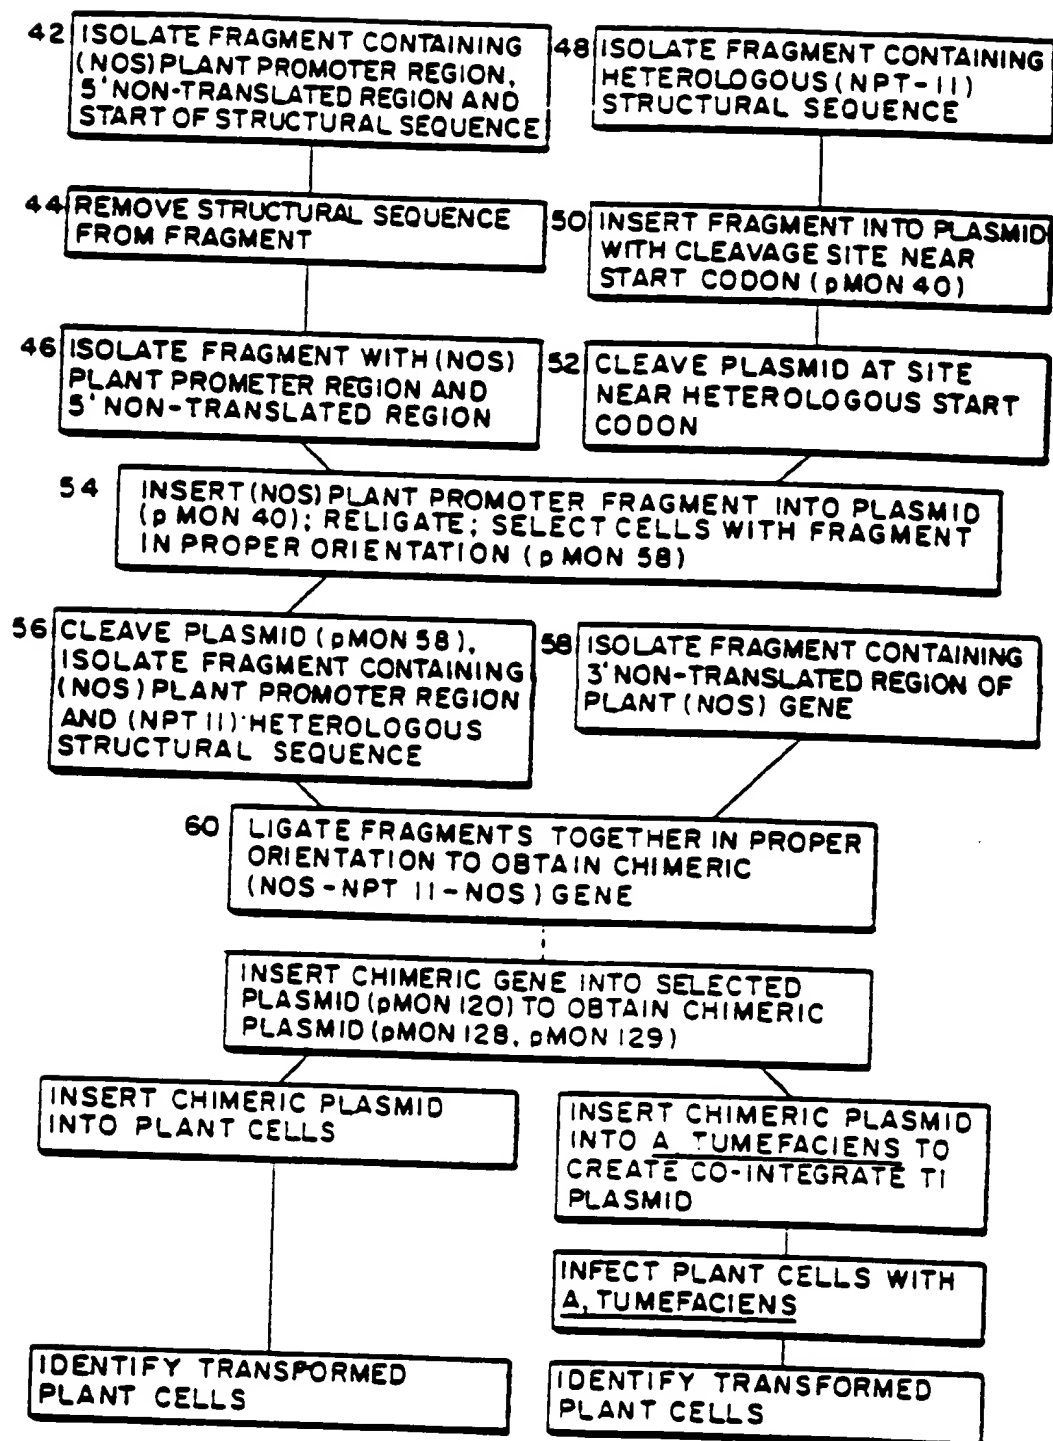 42 ISOLATE FRAGMENT CONTAINING
(NOS) PLANT PROMOTER REGION,
5' NON-TRANSLATED REGION AND
START OF STRUCTURAL SEQUENCE
48 ISOLATE FRAGMENT CONTAINING
HETEROLOGOUS (NPT-II)
STRUCTURAL SEQUENCE
44 REMOVE STRUCTURAL SEQUENCE
FROM FRAGMENT
50 INSERT FRAGMENT INTO PLASMID
WITH CLEAVAGE SITE NEAR
START CODON (pMON 40)
46 ISOLATE FRAGMENT WITH (NOS)
PLANT PROMETER REGION AND
5' NON-TRANSLATED REGION
52 CLEAVE PLASMID AT SITE
NEAR HETEROLOGOUS START
CODON
54 INSERT (NOS) PLANT PROMOTER FRAGMENT INTO PLASMID
(pMON 40); RELIGATE; SELECT CELLS WITH FRAGMENT
IN PROPER ORIENTATION (pMON 58)
56 CLEAVE PLASMID (pMON 58),
ISOLATE FRAGMENT CONTAINING
(NOS) PLANT PROMOTER REGION
AND (NPT II) HETEROLOGOUS
STRUCTURAL SEQUENCE
58 ISOLATE FRAGMENT CONTAINING
3' NON-TRANSLATED REGION OF
PLANT (NOS) GENE
60 LIGATE FRAGMENTS TOGETHER IN PROPER
ORIENTATION TO OBTAIN CHIMERIC
(NOS-NPT II-NOS) GENE
INSERT CHIMERIC GENE INTO SELECTED
PLASMID (pMON 120) TO OBTAIN CHIMERIC
PLASMID (pMON 128, pMON 129)
INSERT CHIMERIC PLASMID
INTO PLANT CELLS
INSERT CHIMERIC PLASMID
INTO A. TUMEFACIENS TO
CREATE CO-INTEGRATE TI
PLASMID
INFECT PLANT CELLS WITH
A. TUMEFACIENS
IDENTIFY TRANSFORMED
PLANT CELLS
IDENTIFY TRANSFORMED
PLANT CELLS